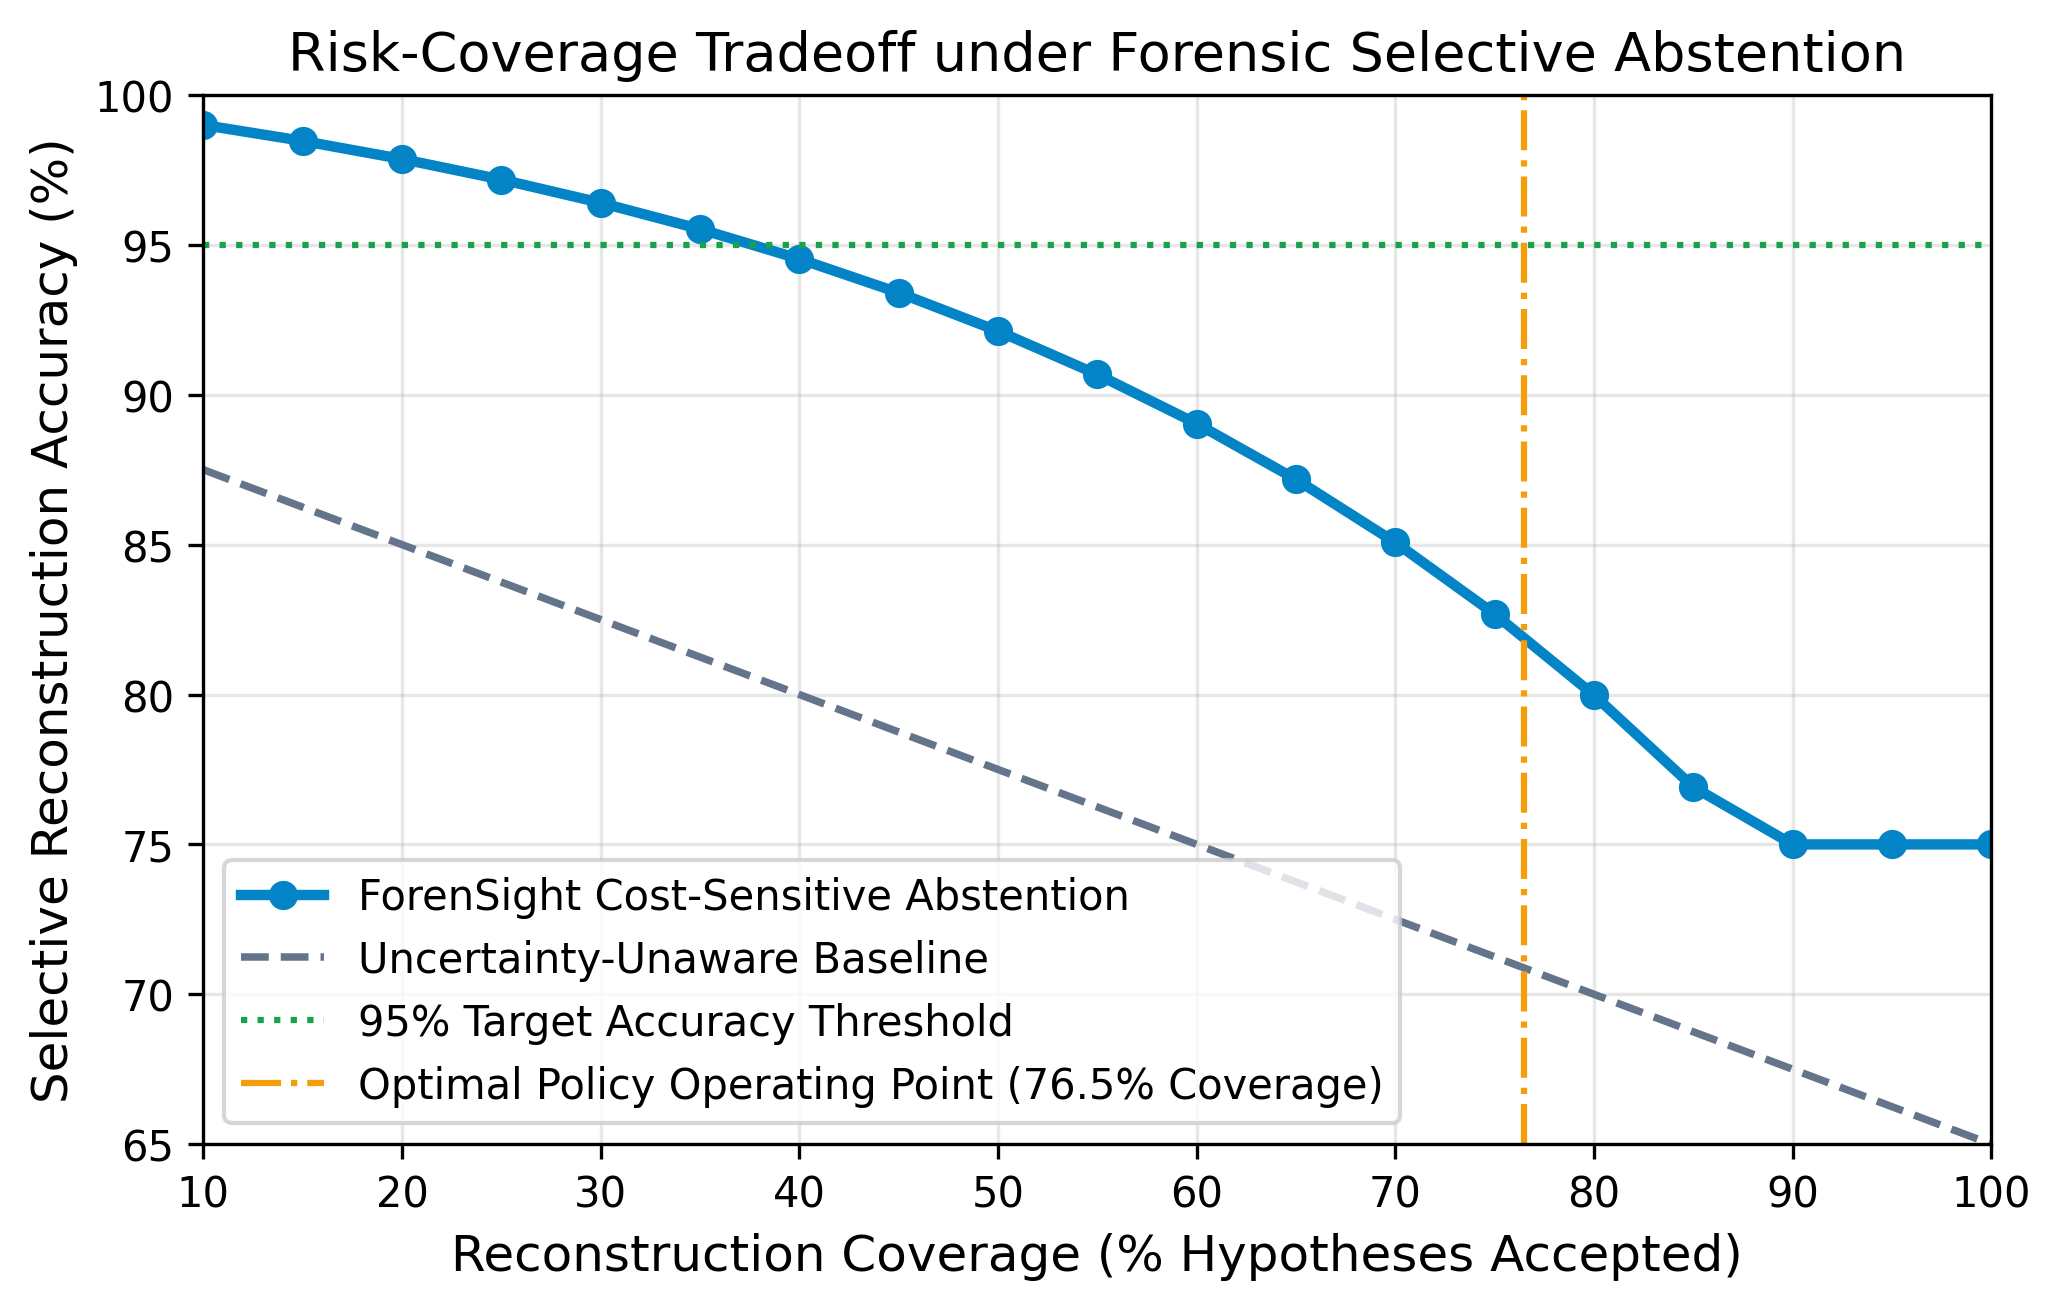 Risk-Coverage Tradeoff under Forensic Selective Abstention
Selective Reconstruction Accuracy (%)
100
95
90
85
80
75
70
65
ForenSight Cost-Sensitive Abstention
Uncertainty-Unaware Baseline
95% Target Accuracy Threshold
Optimal Policy Operating Point (76.5% Coverage)
10 20 30 40 50 60 70 80 90 100
Reconstruction Coverage (% Hypotheses Accepted)